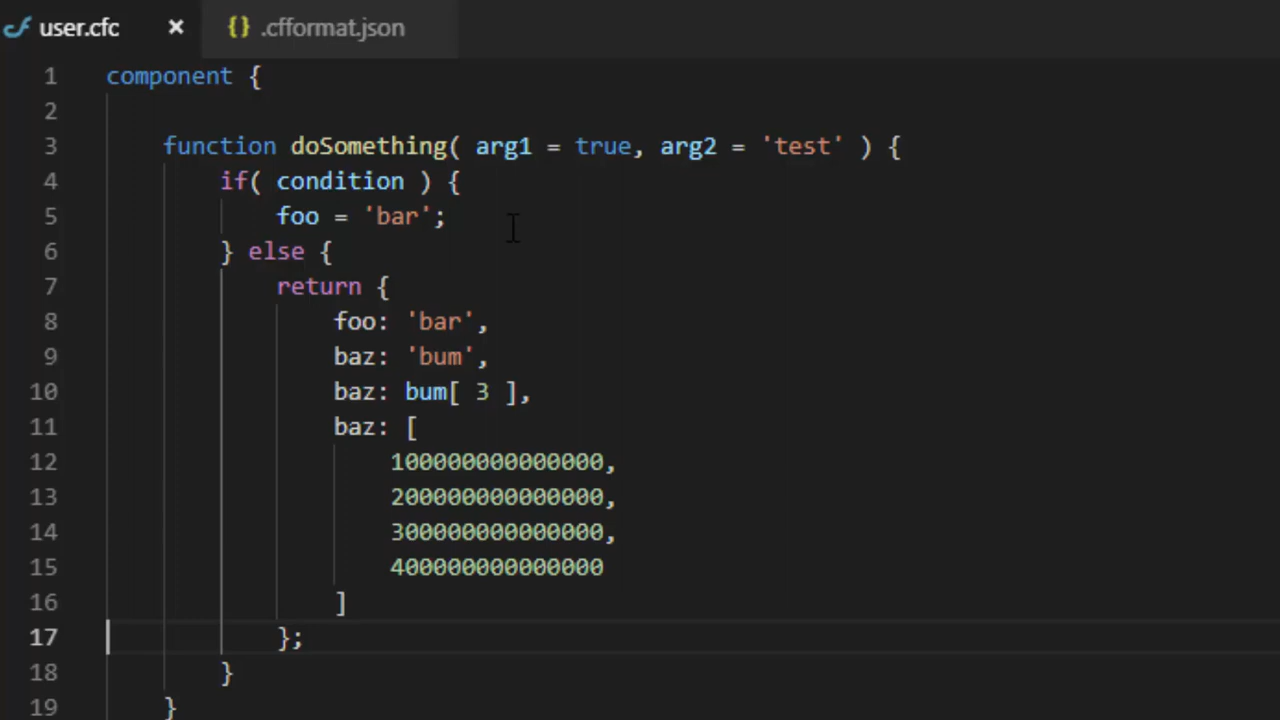 user.cfc × {} .cfformat.json
1 component {
2
3     function doSomething( arg1 = true, arg2 = 'test' ) {
4         if( condition ) {
5             foo = 'bar';
6         } else {
7             return {
8                 foo: 'bar',
9                 baz: 'bum',
10                 baz: bum[ 3 ],
11                 baz: [
12                     100000000000000,
13                     200000000000000,
14                     300000000000000,
15                     400000000000000
16                 ]
17             };
18         }
19     }